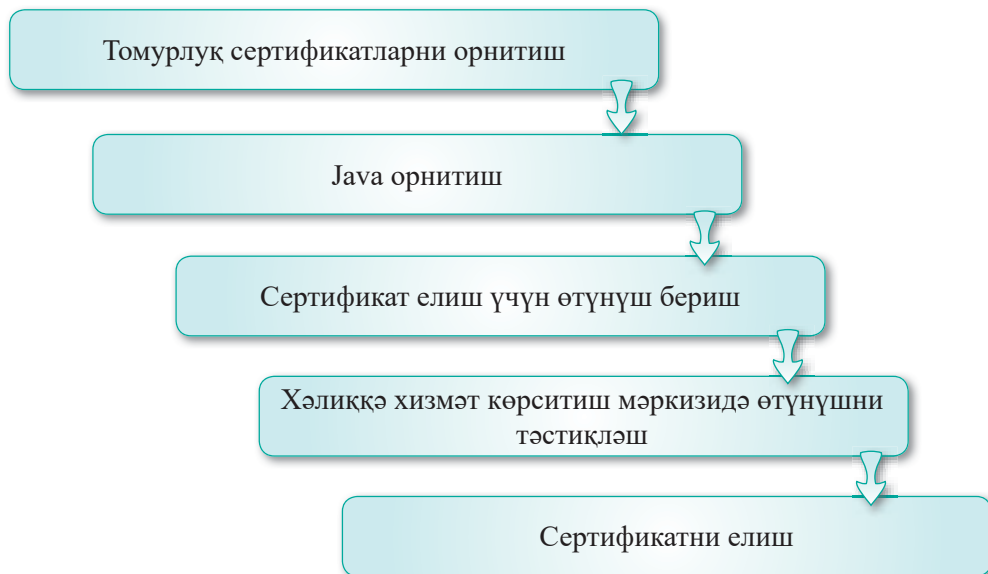 Томурлуқ сертификатларни орнитиш
Java орнитиш
Сертификат елиш үчүн өтүнүш бериш
Хәлиққә хизмәт көрситиш мәркизидә өтүнүшни
тәстиқләш
Сертификатни елиш